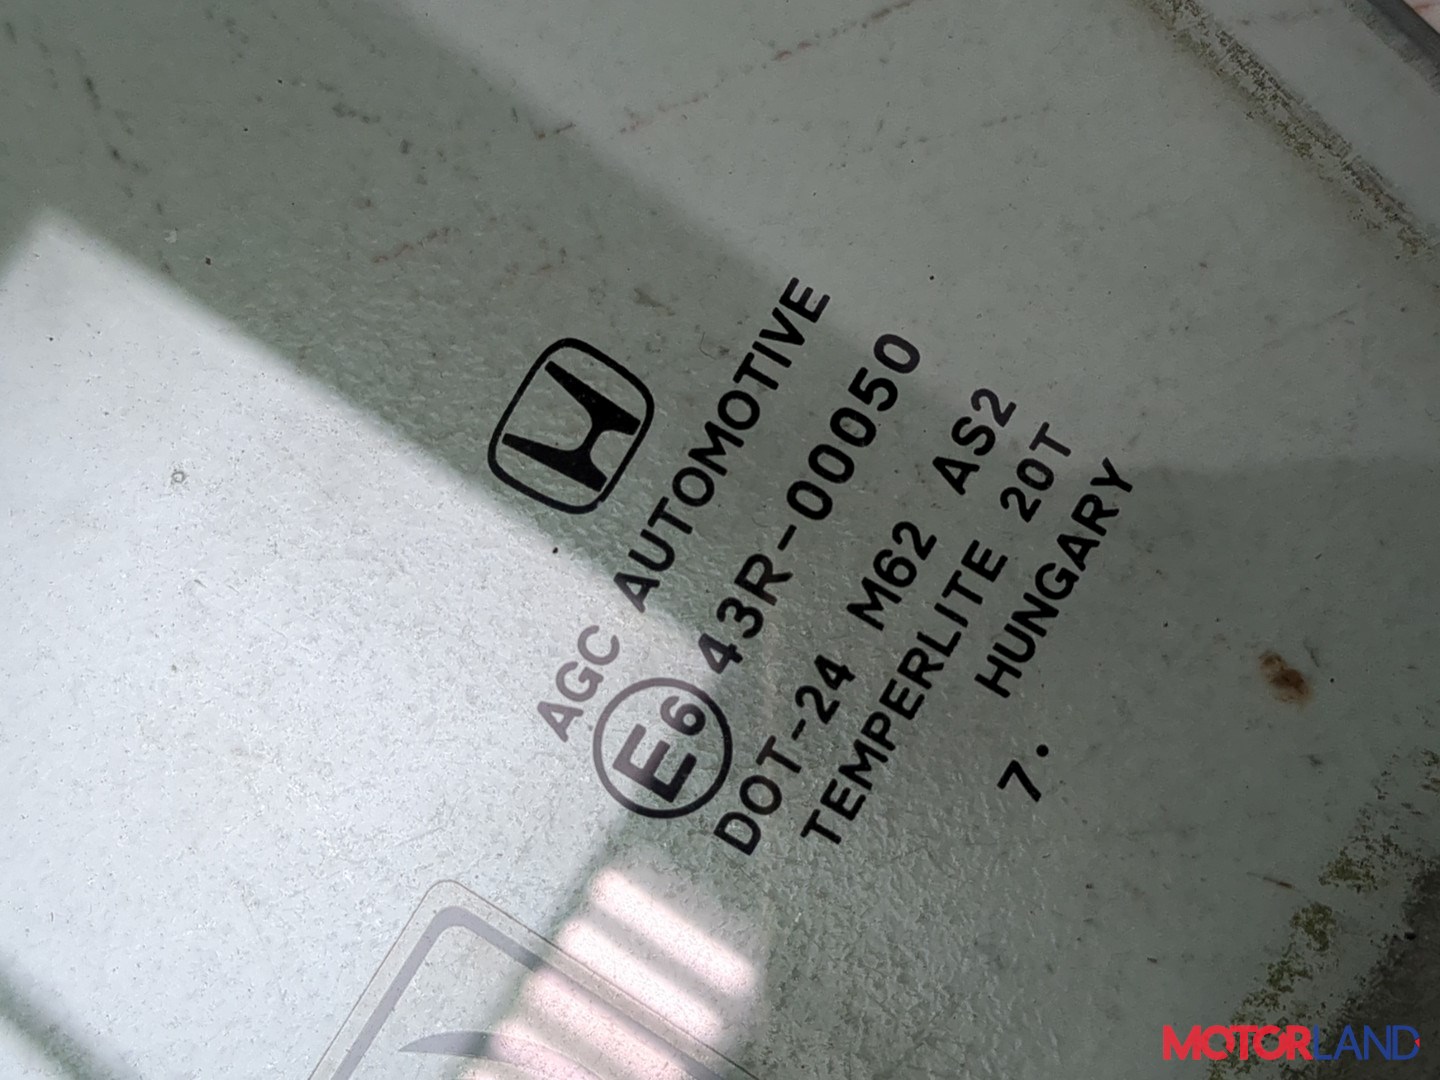 AGC AUTOMOTIVE
E6 43R-00050
DOT-24 M62 AS2
TEMPERLITE 20T
7. HUNGARY
MOTORLAND